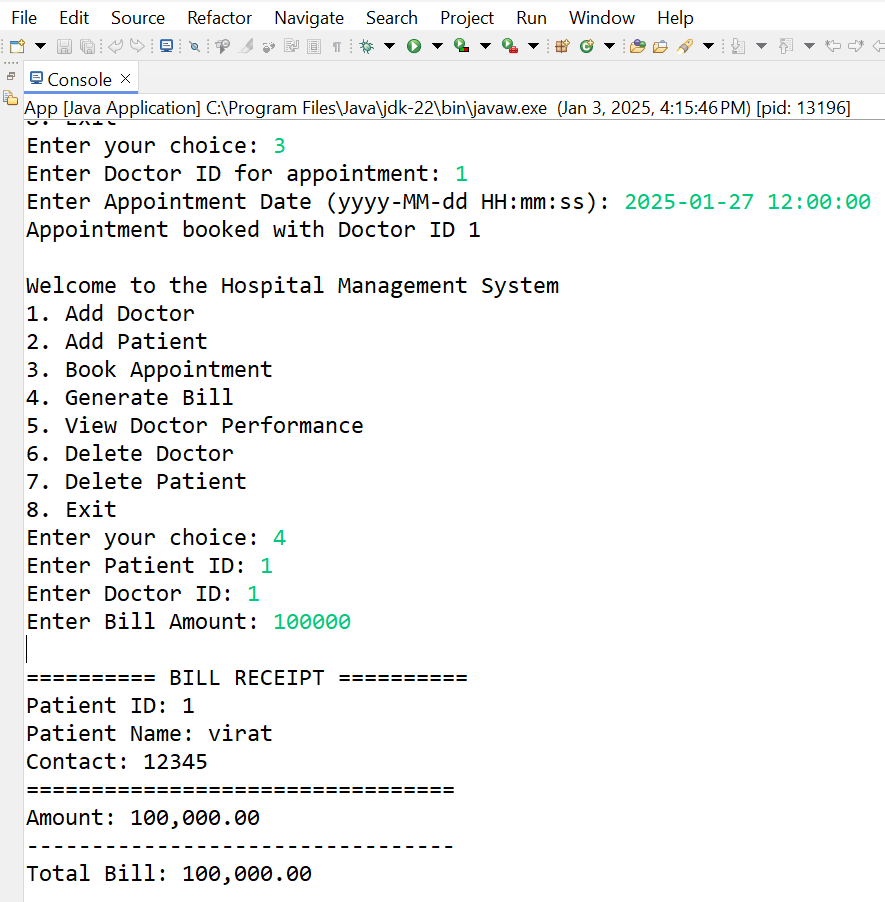 File Edit Source Refactor Navigate Search Project Run Window Help
Console
App [Java Application] C:\Program Files\Java\jdk-22\bin\javaw.exe (Jan 3, 2025, 4:15:46 PM) [pid: 13196]
8. Exit
Enter your choice: 3
Enter Doctor ID for appointment: 1
Enter Appointment Date (yyyy-MM-dd HH:mm:ss): 2025-01-27 12:00:00
Appointment booked with Doctor ID 1
Welcome to the Hospital Management System
1. Add Doctor
2. Add Patient
3. Book Appointment
4. Generate Bill
5. View Doctor Performance
6. Delete Doctor
7. Delete Patient
8. Exit
Enter your choice: 4
Enter Patient ID: 1
Enter Doctor ID: 1
Enter Bill Amount: 100000
========== BILL RECEIPT ==========
Patient ID: 1
Patient Name: virat
Contact: 12345
=================================
Amount: 100,000.00
---------------------------------
Total Bill: 100,000.00